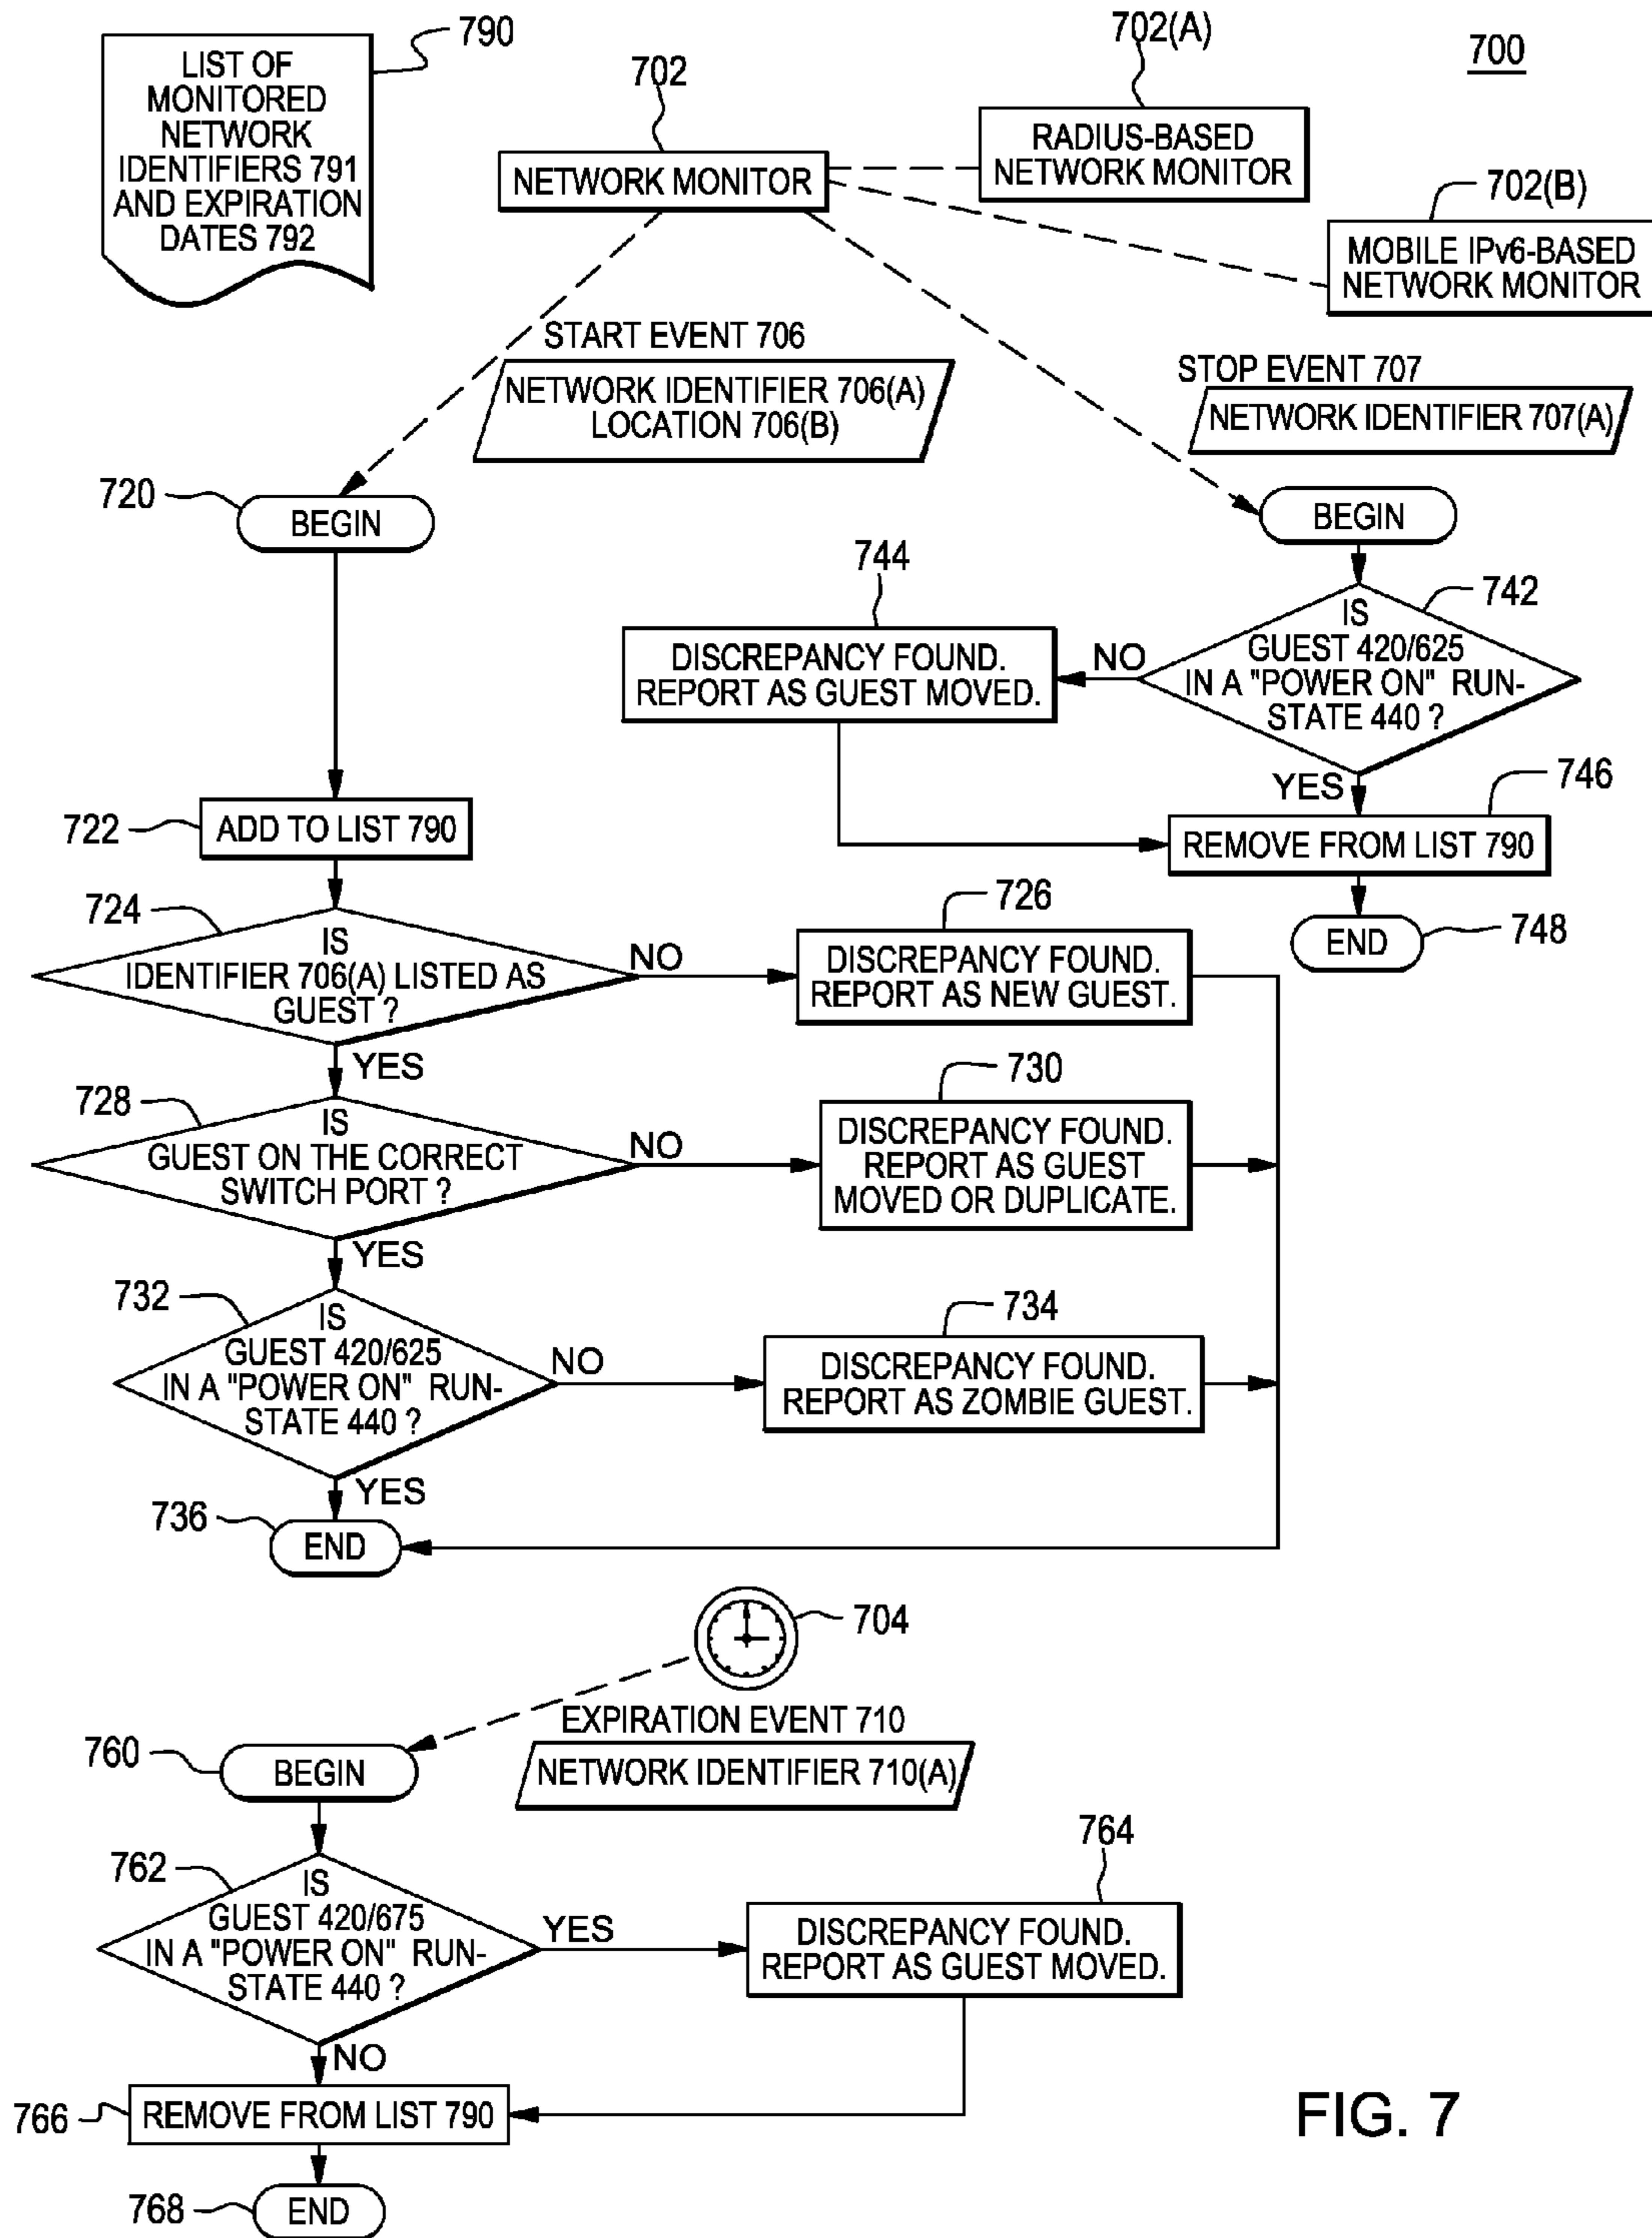 700
790
LIST OF
MONITORED
NETWORK
IDENTIFIERS 791
AND EXPIRATION
DATES 792
702
NETWORK MONITOR
702(A)
RADIUS-BASED
NETWORK MONITOR
702(B)
MOBILE IPv6-BASED
NETWORK MONITOR
START EVENT 706
NETWORK IDENTIFIER 706(A)
LOCATION 706(B)
STOP EVENT 707
NETWORK IDENTIFIER 707(A)
720
BEGIN
722
ADD TO LIST 790
724
IS
IDENTIFIER 706(A) LISTED AS
GUEST ?
NO
726
DISCREPANCY FOUND.
REPORT AS NEW GUEST.
YES
728
IS
GUEST ON THE CORRECT
SWITCH PORT ?
NO
730
DISCREPANCY FOUND.
REPORT AS GUEST
MOVED OR DUPLICATE.
YES
732
IS
GUEST 420/625
IN A "POWER ON" RUN-
STATE 440 ?
NO
734
DISCREPANCY FOUND.
REPORT AS ZOMBIE GUEST.
YES
736
END
BEGIN
742
IS
GUEST 420/625
IN A "POWER ON" RUN-
STATE 440 ?
NO
744
DISCREPANCY FOUND.
REPORT AS GUEST MOVED.
YES
746
REMOVE FROM LIST 790
END
748
704
EXPIRATION EVENT 710
NETWORK IDENTIFIER 710(A)
760
BEGIN
762
IS
GUEST 420/675
IN A "POWER ON" RUN-
STATE 440 ?
YES
764
DISCREPANCY FOUND.
REPORT AS GUEST MOVED.
NO
766
REMOVE FROM LIST 790
768
END
FIG. 7